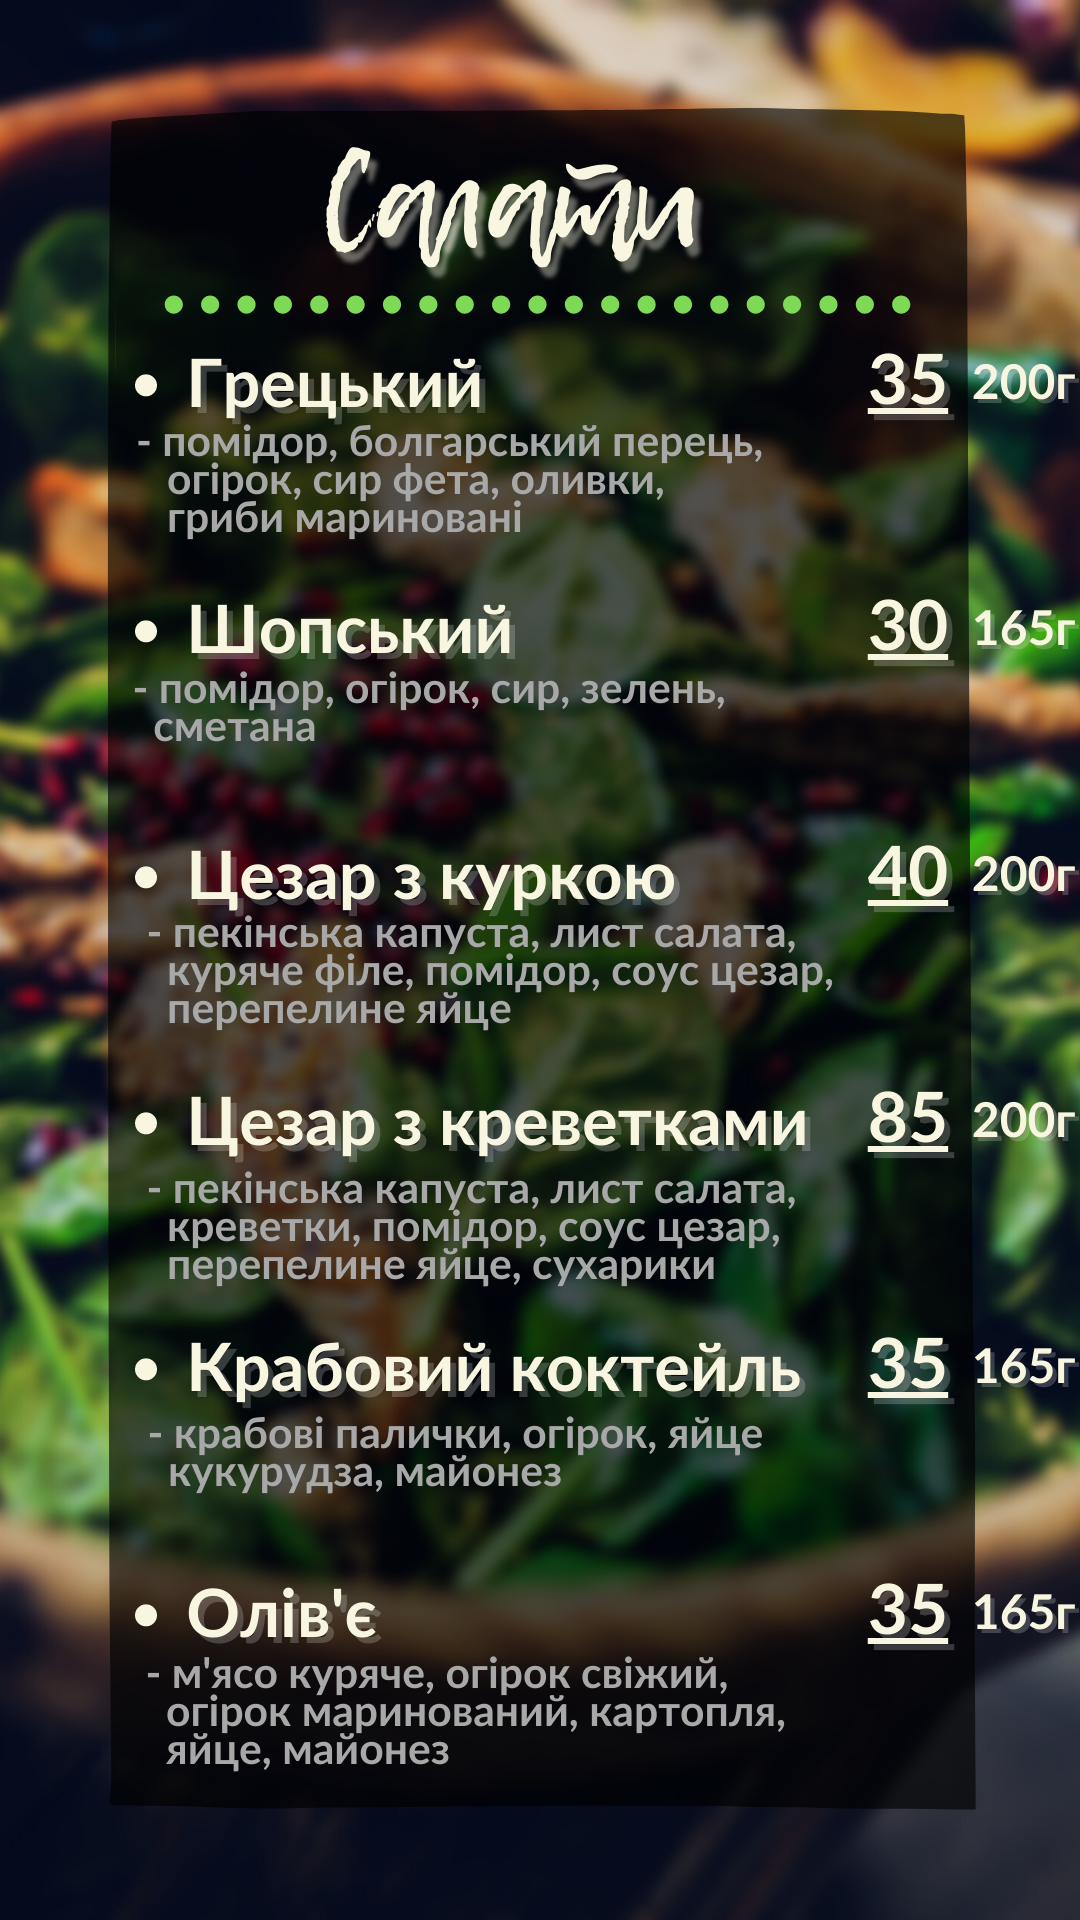 Салати
• Грецький 35 200г
- помідор, болгарський перець,
огірок, сир фета, оливки,
гриби мариновані
• Шопський 30 165г
- помідор, огірок, сир, зелень,
сметана
• Цезар з куркою 40 200г
- пекінська капуста, лист салата,
куряче філе, помідор, соус цезар,
перепелине яйце
• Цезар з креветками 85 200г
- пекінська капуста, лист салата,
креветки, помідор, соус цезар,
перепелине яйце, сухарики
• Крабовий коктейль 35 165г
- крабові палички, огірок, яйце
кукурудза, майонез
• Олів'є 35 165г
- м'ясо куряче, огірок свіжий,
огірок маринований, картопля,
яйце, майонез